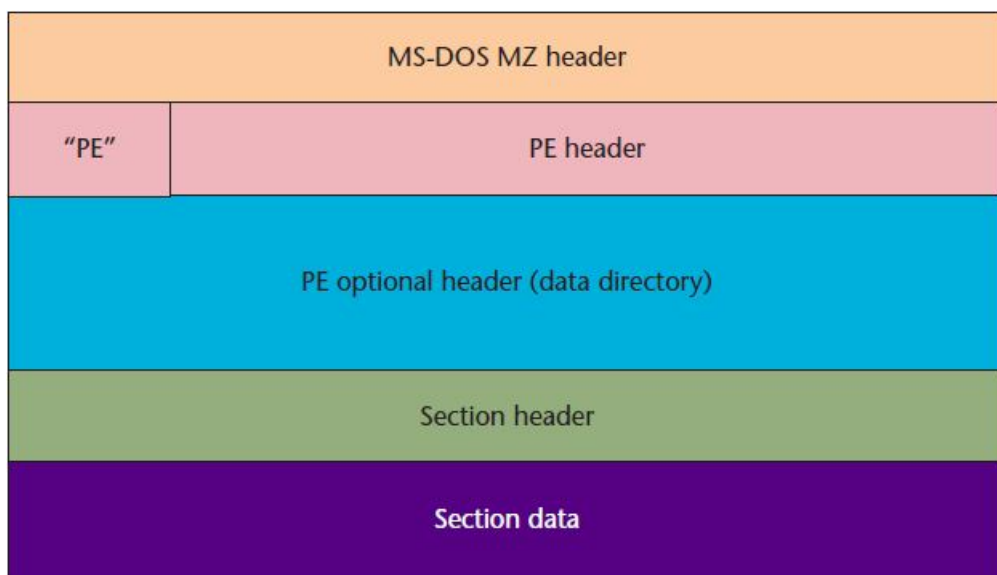 MS-DOS MZ header
“PE”
PE header
PE optional header (data directory)
Section header
Section data